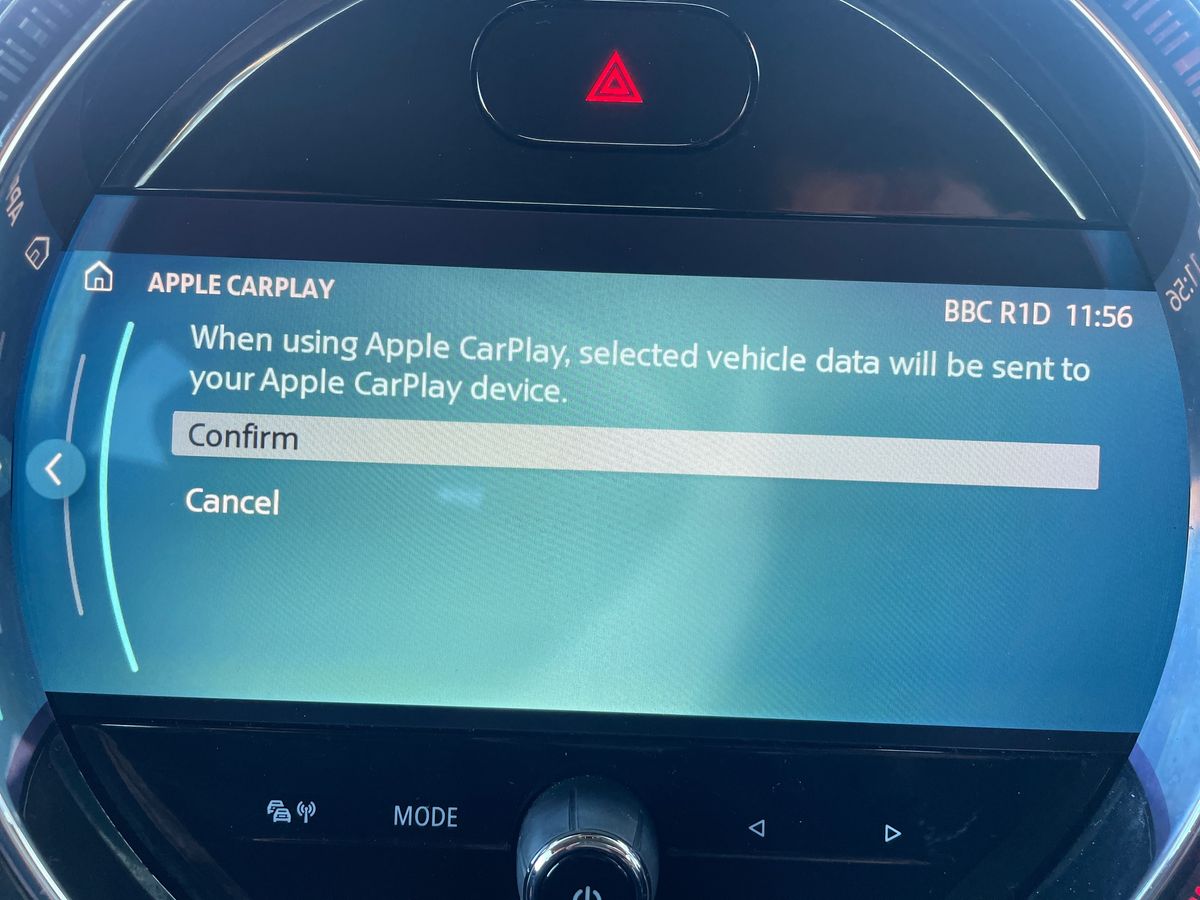 APPLE CARPLAY
BBC R1D 11:56
When using Apple CarPlay, selected vehicle data will be sent to
your Apple CarPlay device.
Confirm
Cancel
MODE